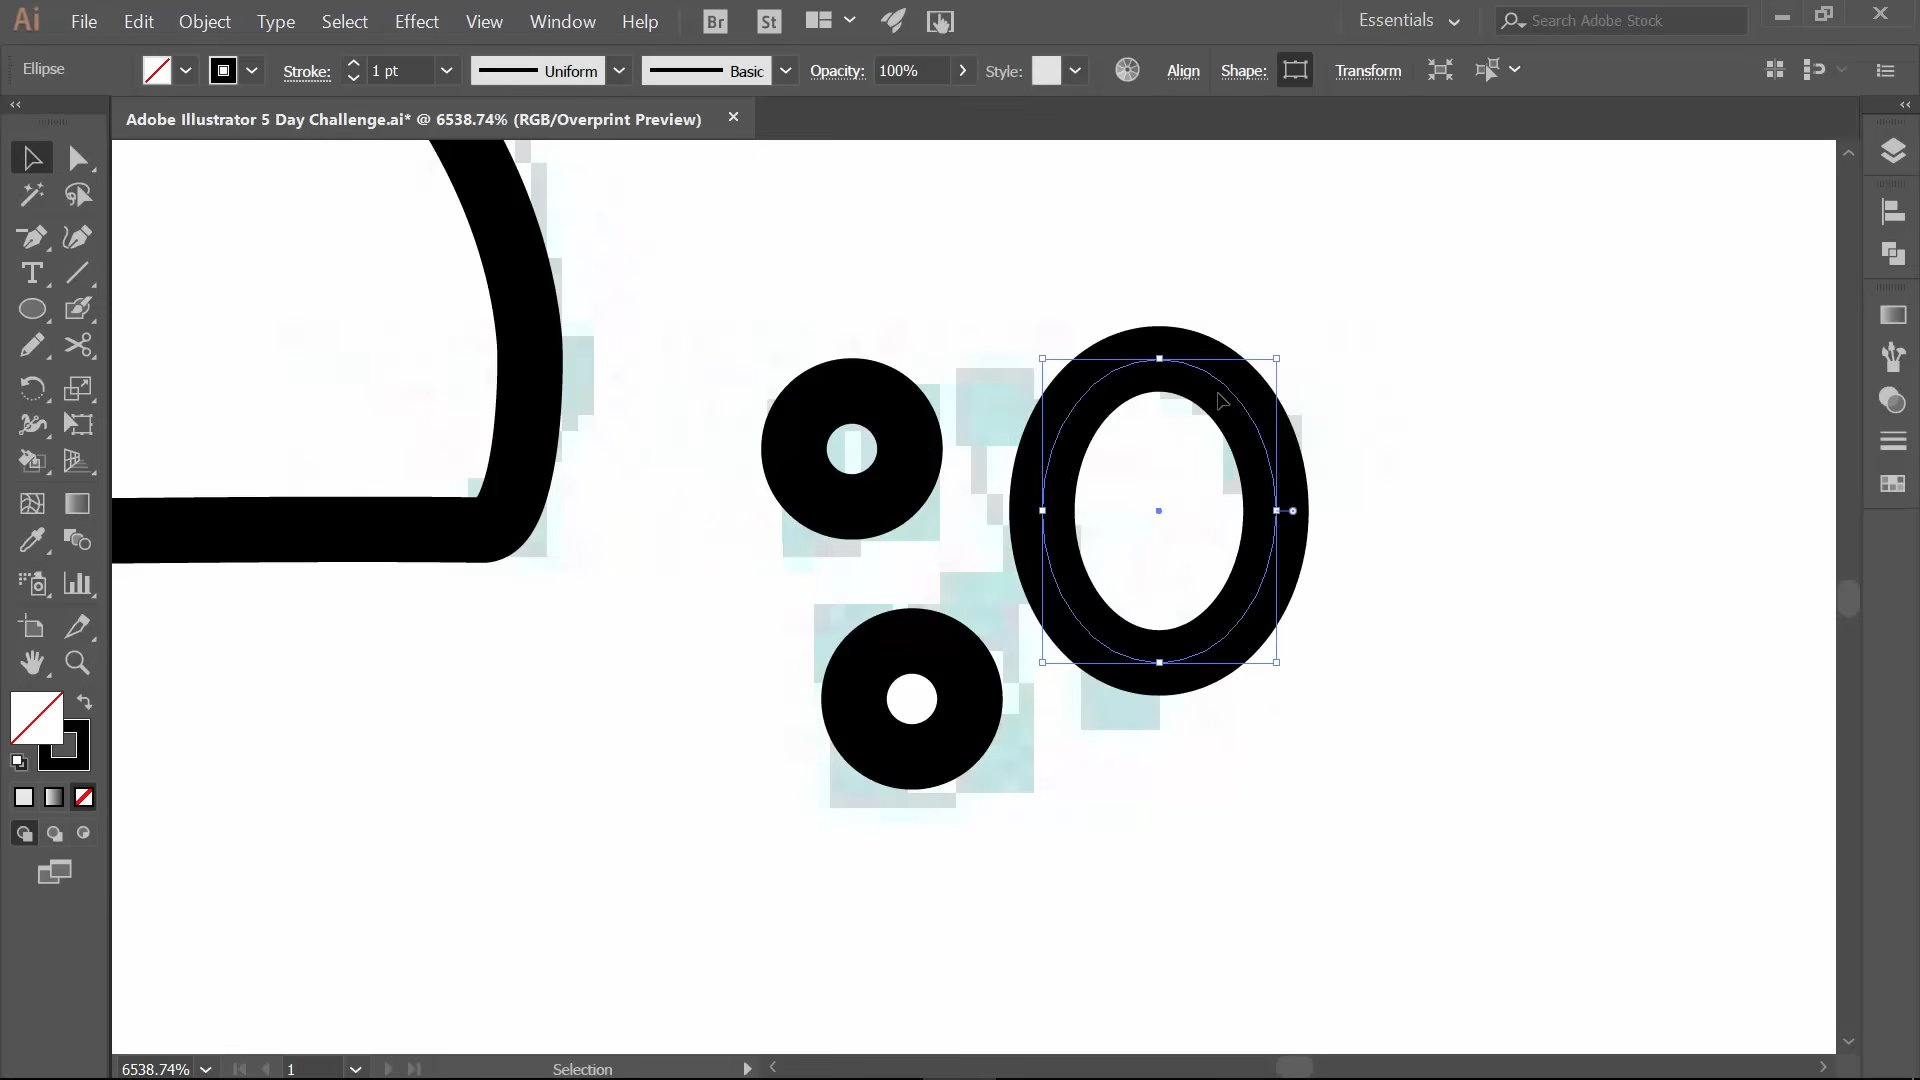 Ai File Edit Object Type Select Effect View Window Help Br St Essentials Search Adobe Stock
Ellipse Stroke: 1 pt Uniform Basic Opacity: 100% Style: Align Shape: Transform
Adobe Illustrator 5 Day Challenge.ai* @ 6538.74% (RGB/Overprint Preview)
6538.74% 1 Selection